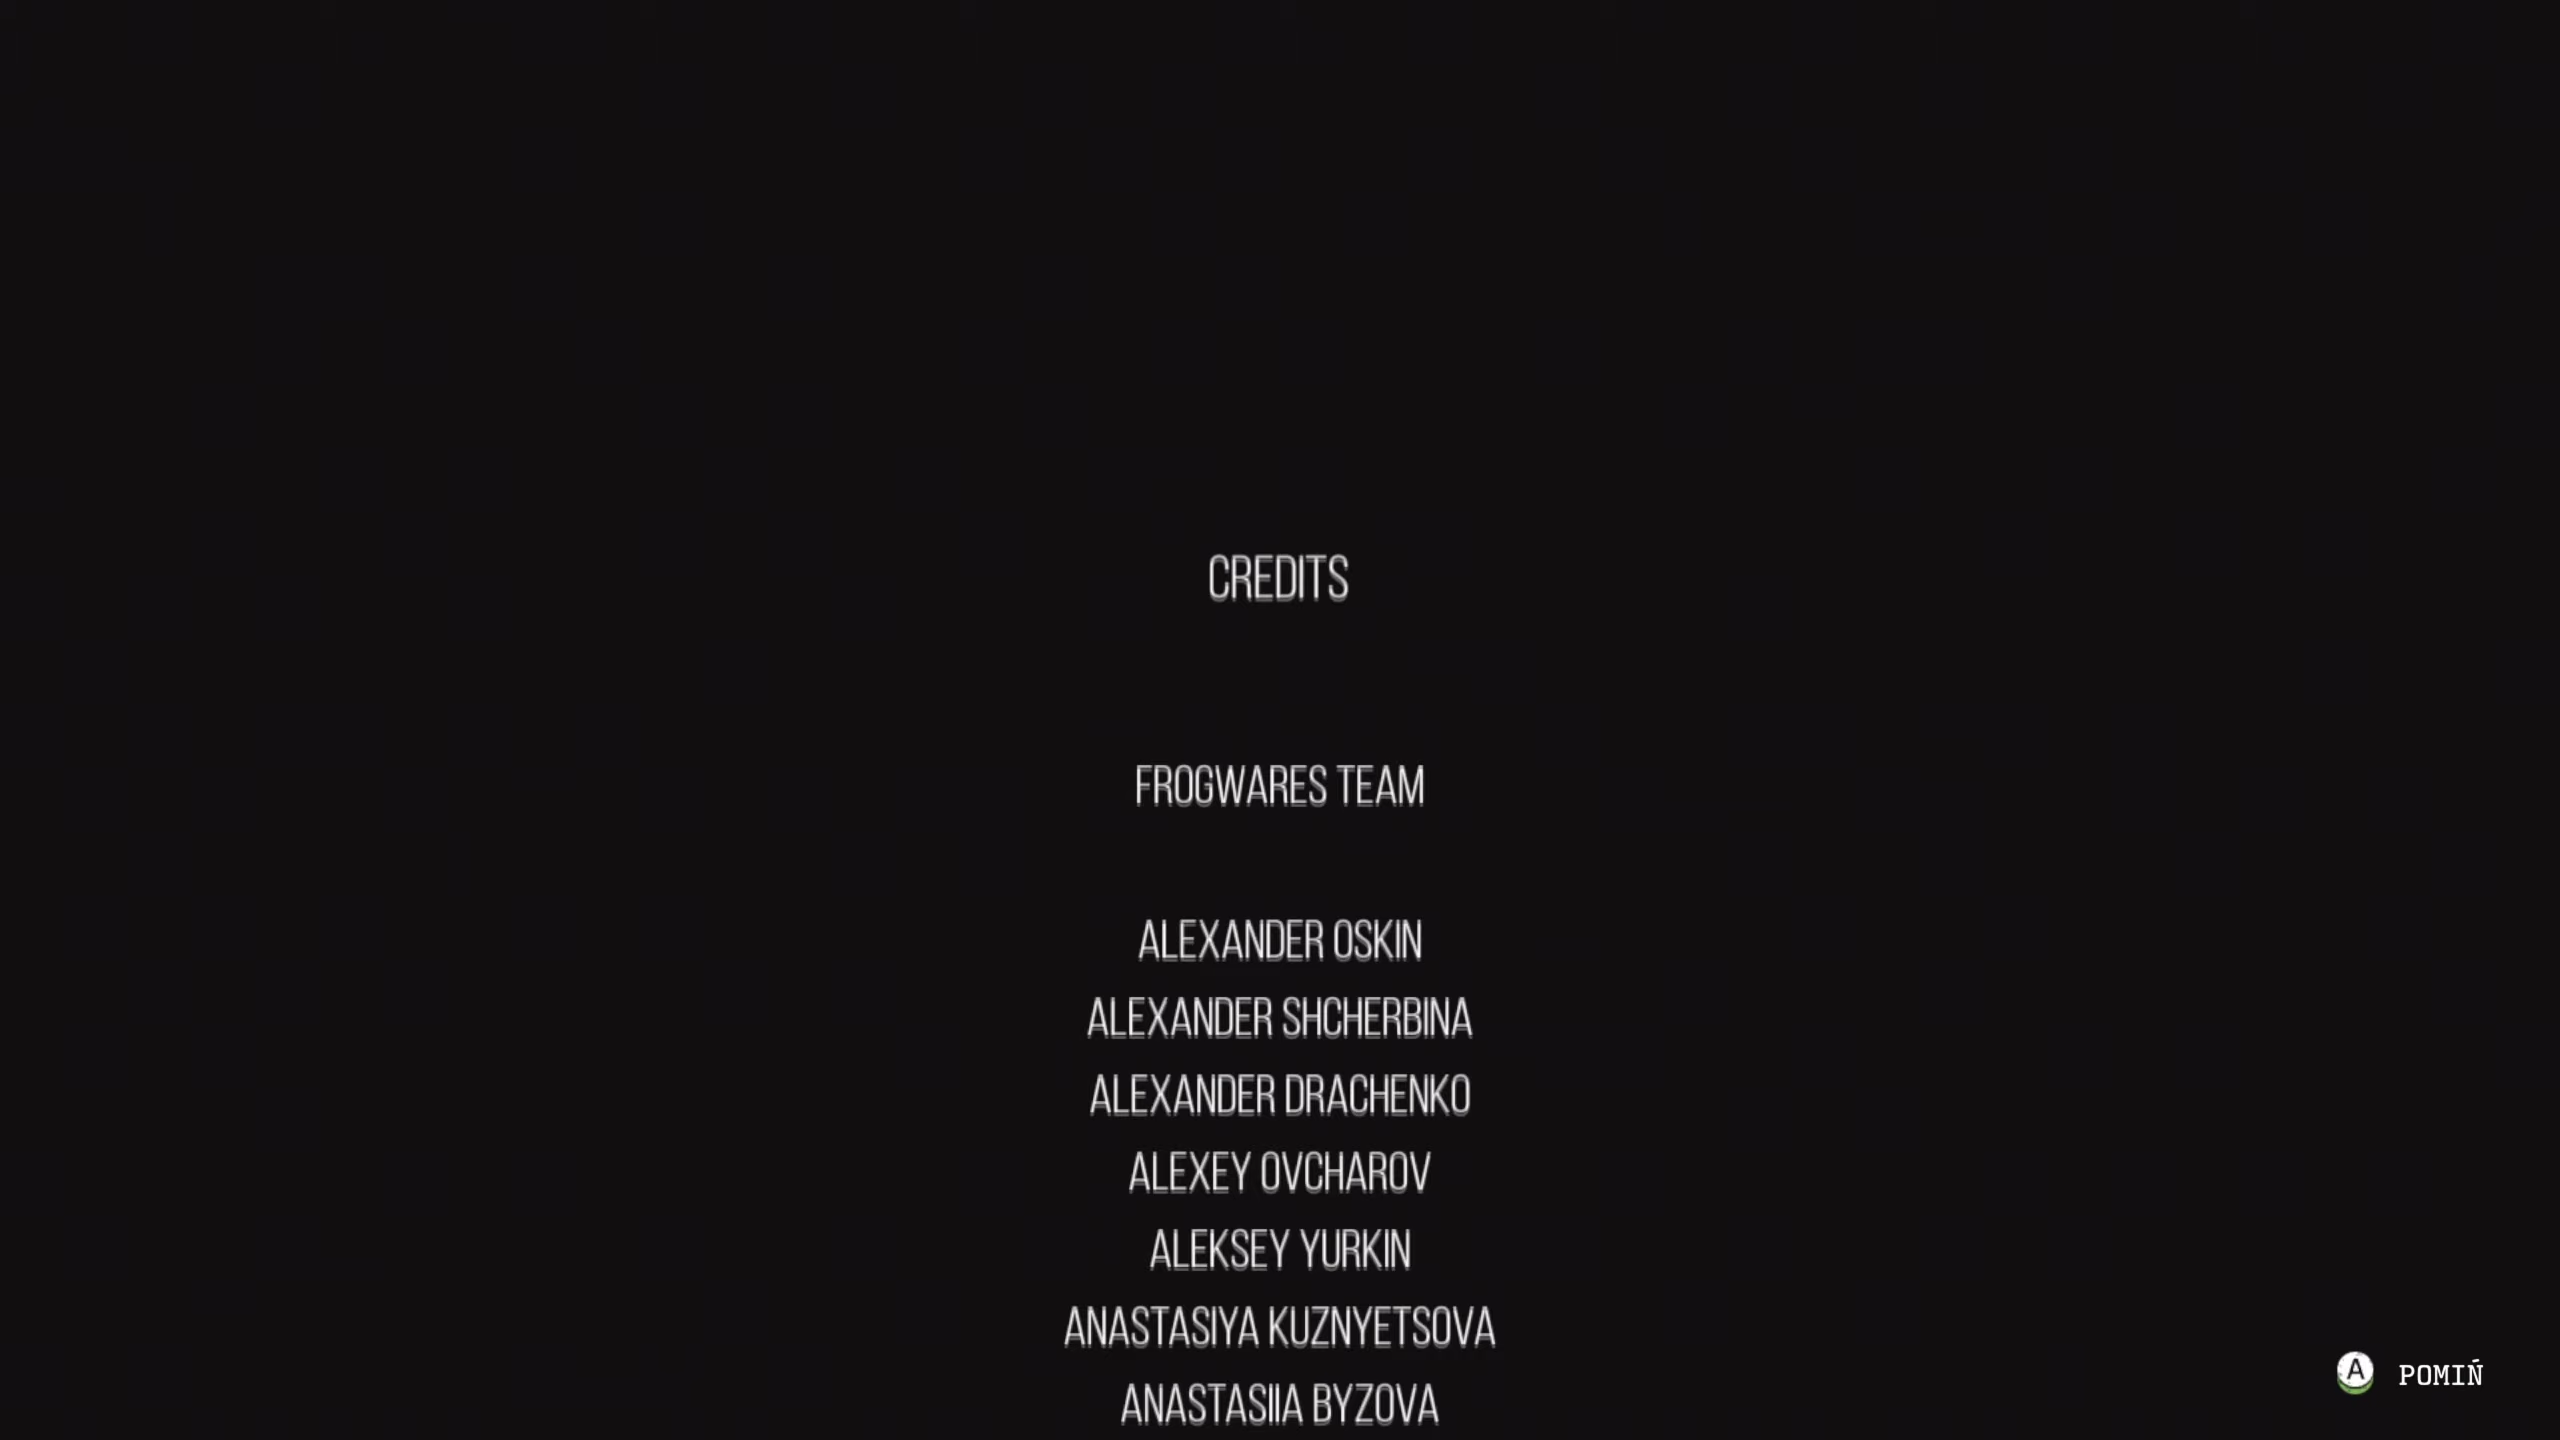 CREDITS
FROGWARES TEAM
ALEXANDER OSKIN
ALEXANDER SHCHERBINA
ALEXANDER DRACHENKO
ALEXEY OVCHAROV
ALEKSEY YURKIN
ANASTASIYA KUZNYETSOVA
ANASTASIIA BYZOVA
A POMIŃ